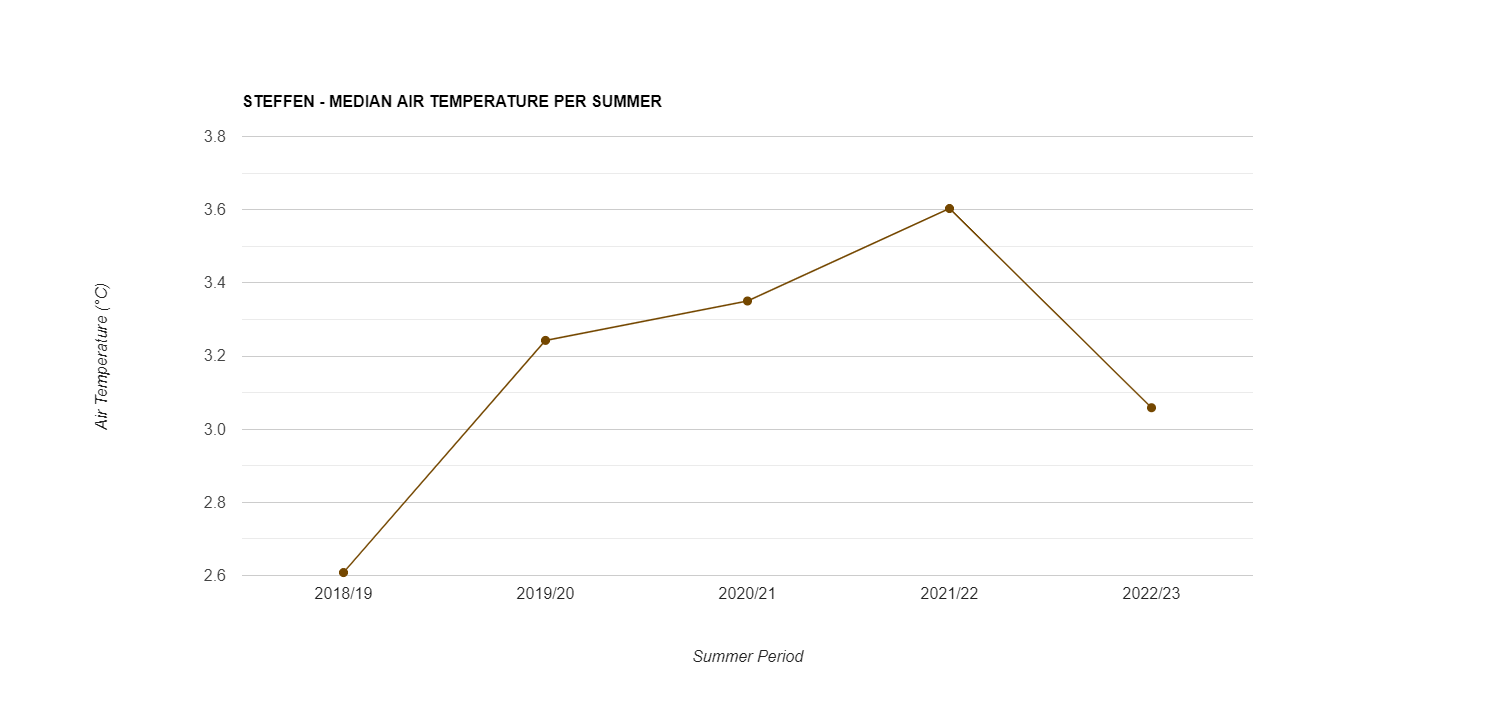 STEFFEN - MEDIAN AIR TEMPERATURE PER SUMMER
3.8
3.6
3.4
3.2
3.0
2.8
2.6
Air Temperature (°C)
2018/19 2019/20 2020/21 2021/22 2022/23
Summer Period